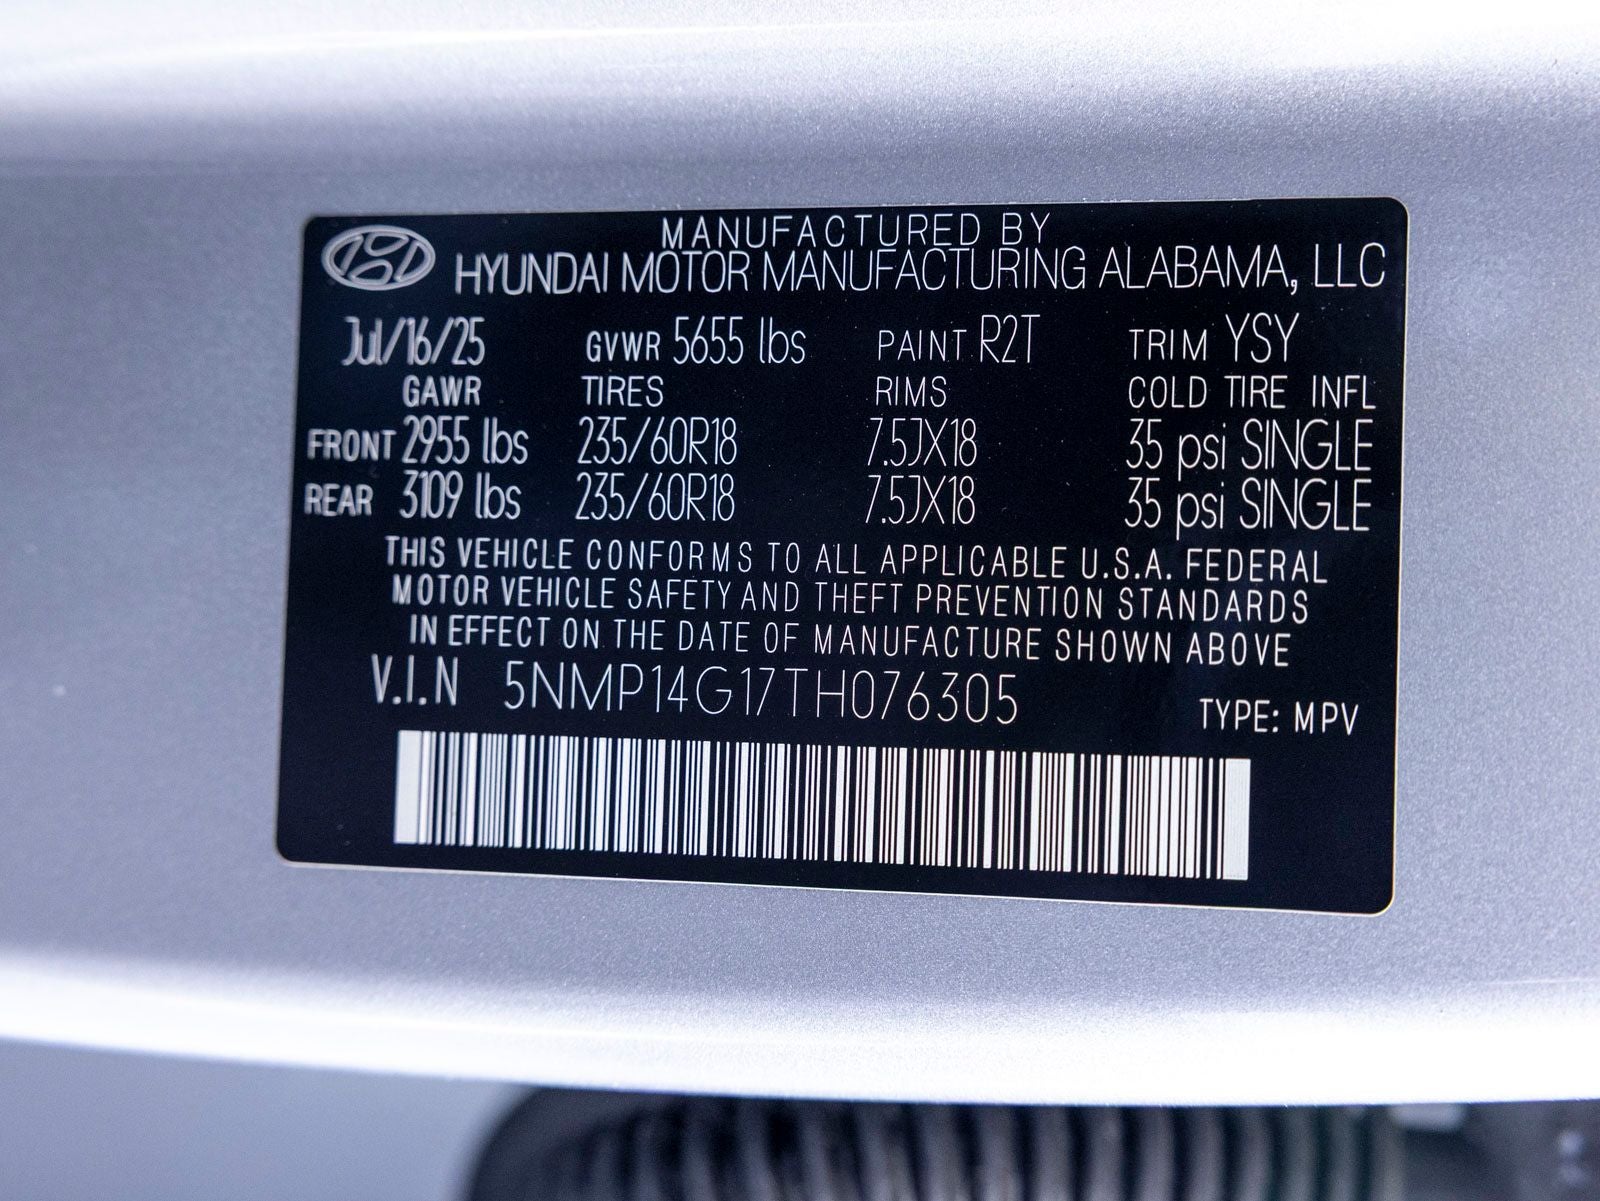 MANUFACTURED BY
HYUNDAI MOTOR MANUFACTURING ALABAMA, LLC
Jul/16/25 GVWR 5655 lbs PAINT R2T TRIM YSY
GAWR TIRES RIMS COLD TIRE INFL
FRONT 2955 lbs 235/60R18 7.5JX18 35 psi SINGLE
REAR 3109 lbs 235/60R18 7.5JX18 35 psi SINGLE
THIS VEHICLE CONFORMS TO ALL APPLICABLE U.S.A. FEDERAL
MOTOR VEHICLE SAFETY AND THEFT PREVENTION STANDARDS
IN EFFECT ON THE DATE OF MANUFACTURE SHOWN ABOVE
V.I.N 5NMP14G17TH076305
TYPE: MPV